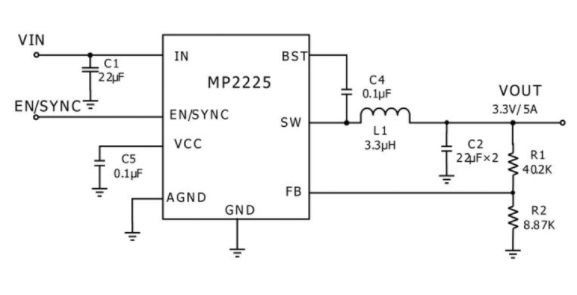 VIN
IN
BST
C1
22µF
MP2225
C4
0.1µF
VOUT
3.3V/5A
EN/SYNC
EN/SYNC
SW
L1
3.3µH
VCC
C2
22µF×2
R1
40.2K
C5
0.1µF
AGND
FB
GND
R2
8.87K